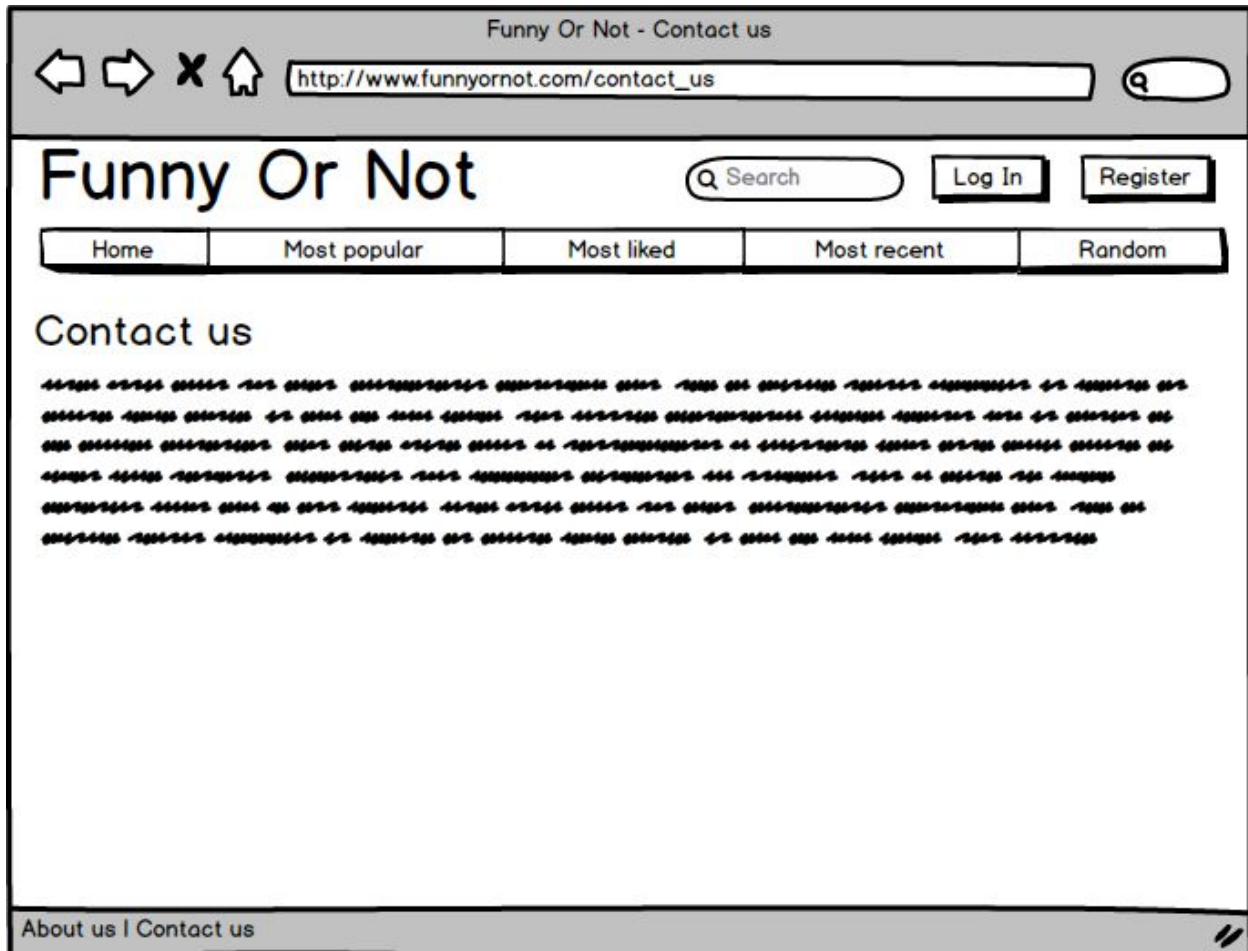 Funny Or Not - Contact us
http://www.funnyornot.com/contact_us
Funny Or Not
Search
Log In
Register
Home
Most popular
Most liked
Most recent
Random
Contact us
About us | Contact us